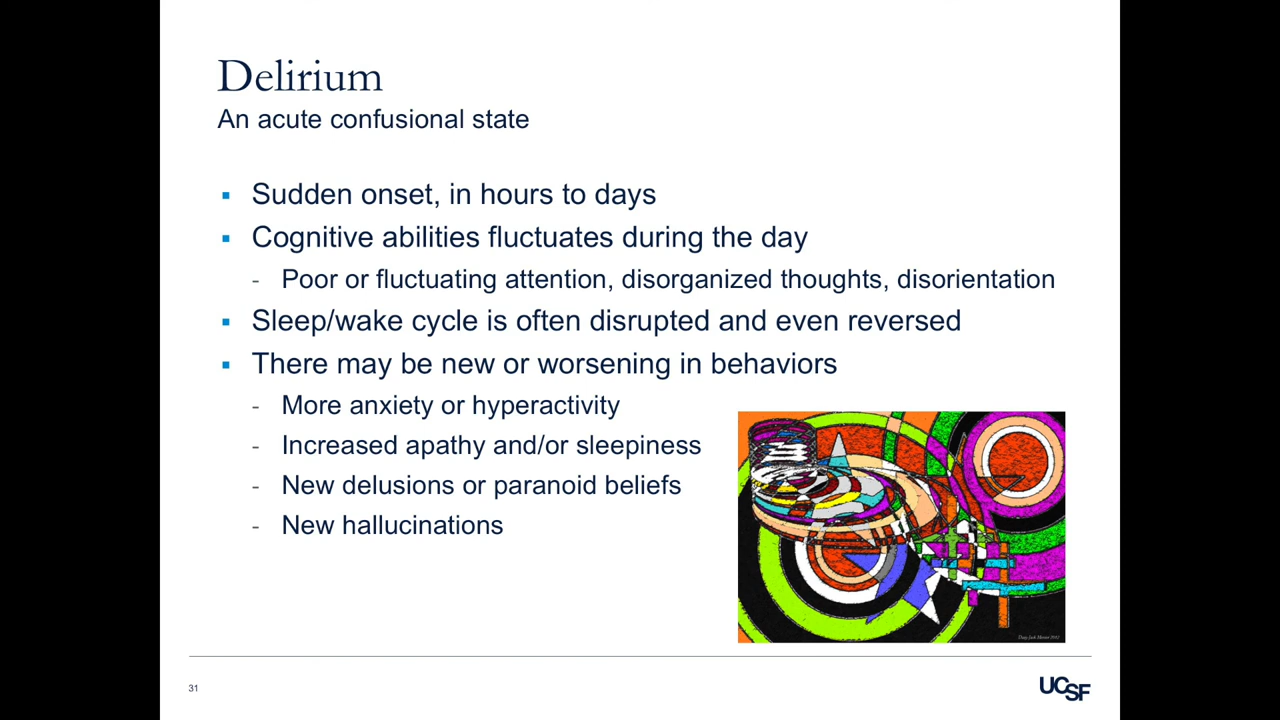 Delirium
An acute confusional state
▪ Sudden onset, in hours to days
▪ Cognitive abilities fluctuates during the day
- Poor or fluctuating attention, disorganized thoughts, disorientation
▪ Sleep/wake cycle is often disrupted and even reversed
▪ There may be new or worsening in behaviors
- More anxiety or hyperactivity
- Increased apathy and/or sleepiness
- New delusions or paranoid beliefs
- New hallucinations
31
UCSF